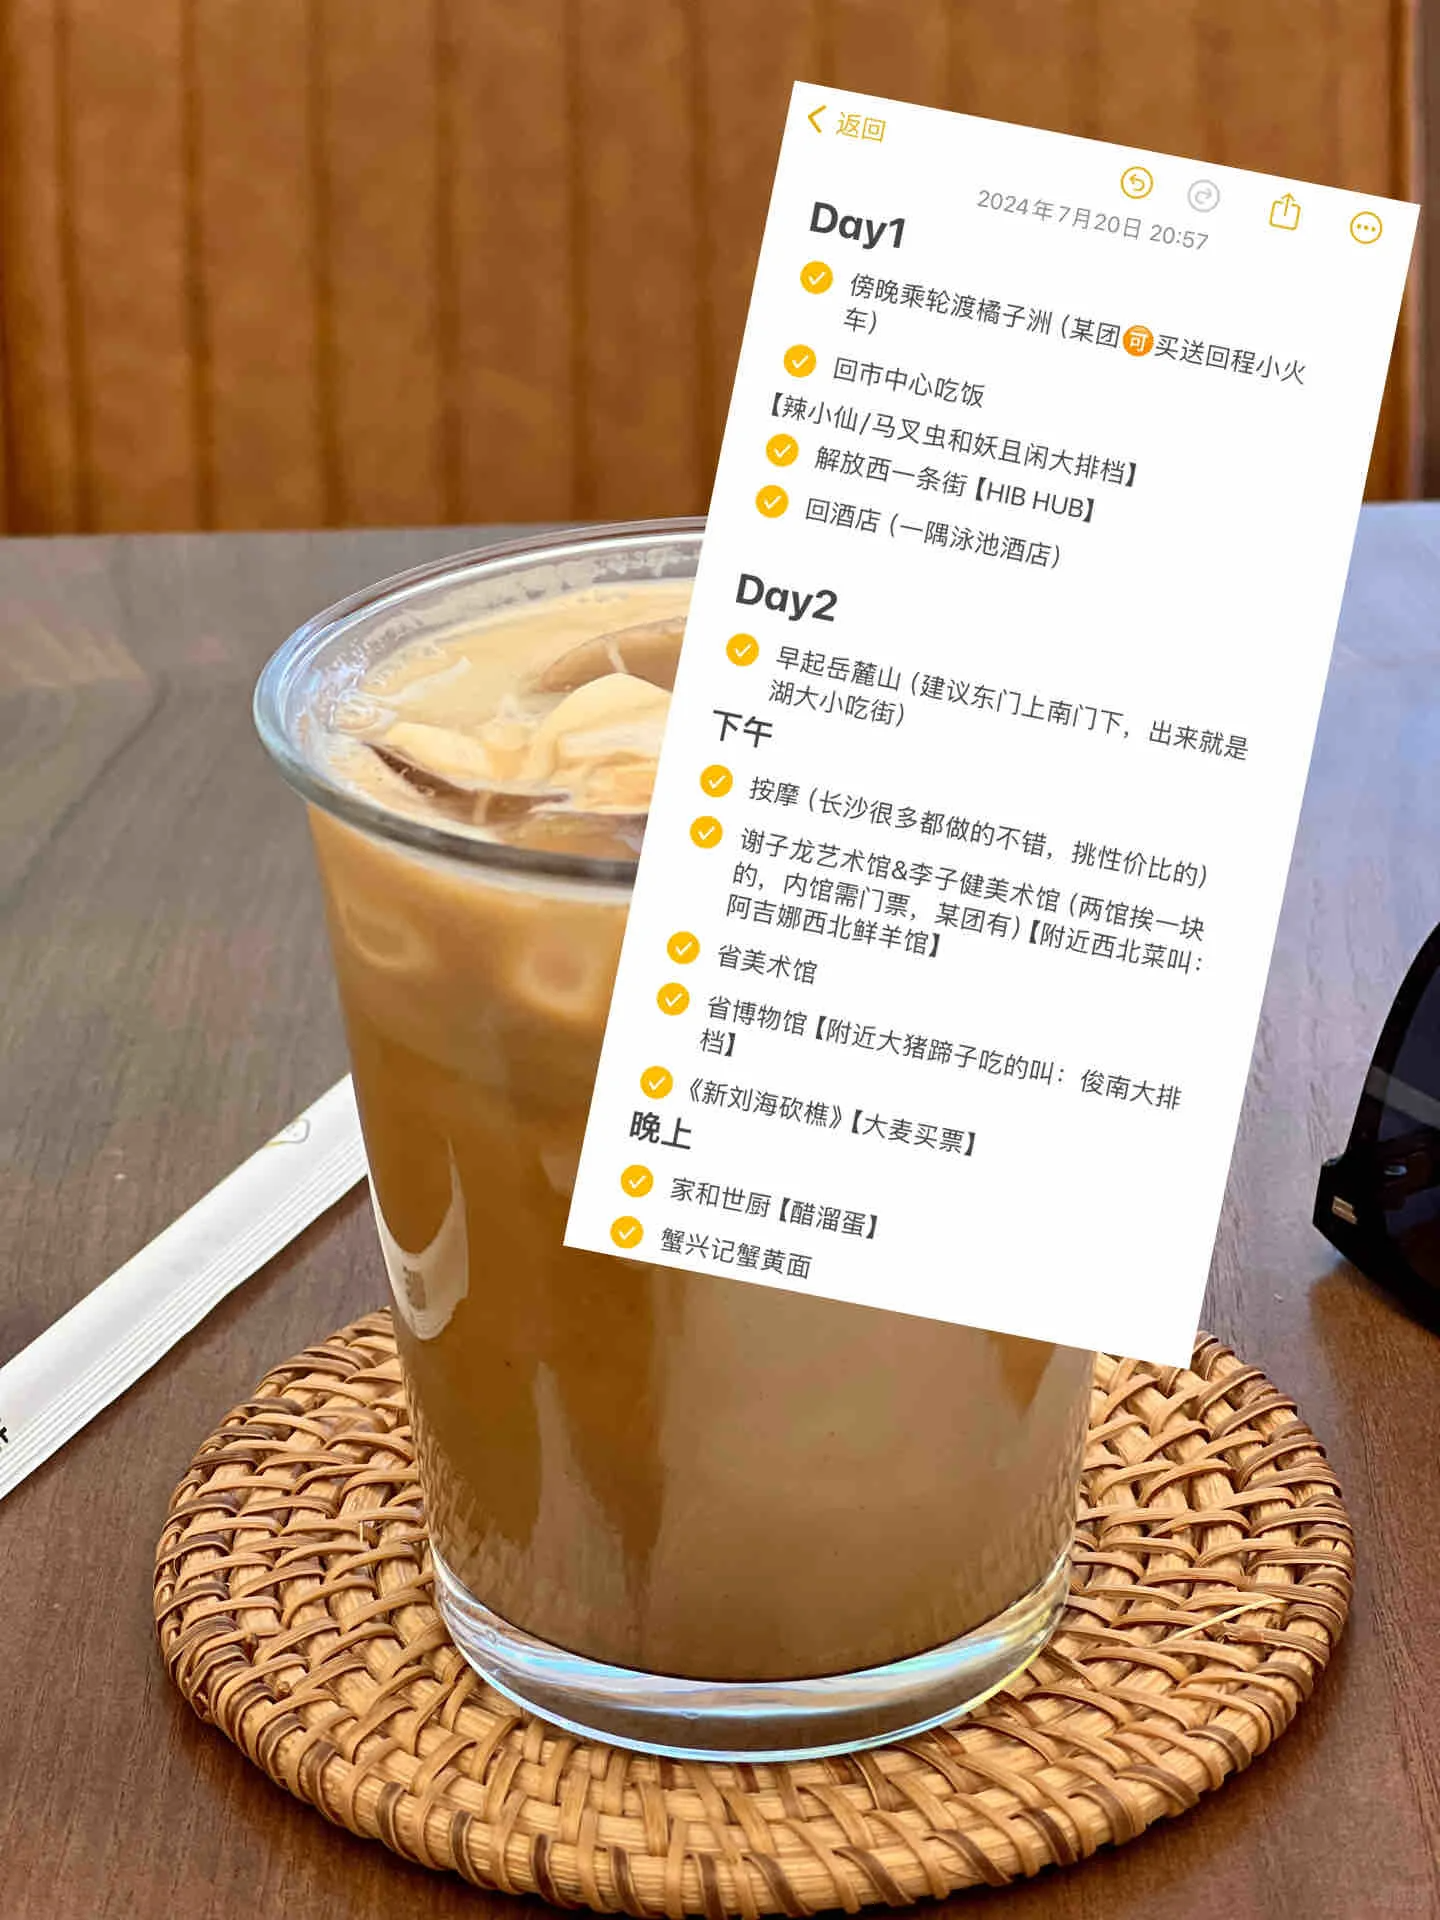 返回
2024年7月20日 20:57
Day1
傍晚乘轮渡橘子洲（某团🉑买送回程小火
车）
回市中心吃饭
【辣小仙/马叉虫和妖且闲大排档】
解放西一条街【HIB HUB】
回酒店（一隅泳池酒店）
Day2
早起岳麓山（建议东门上南门下，出来就是
湖大小吃街）
下午
按摩（长沙很多都做的不错，挑性价比的）
谢子龙艺术馆&李子健美术馆（两馆挨一块
的，内馆需门票，某团有）【附近西北菜叫：
阿吉娜西北鲜羊馆】
省美术馆
省博物馆【附近大猪蹄子吃的叫：俊南大排
档】
《新刘海砍樵》【大麦买票】
晚上
家和世厨【醋溜蛋】
蟹兴记蟹黄面